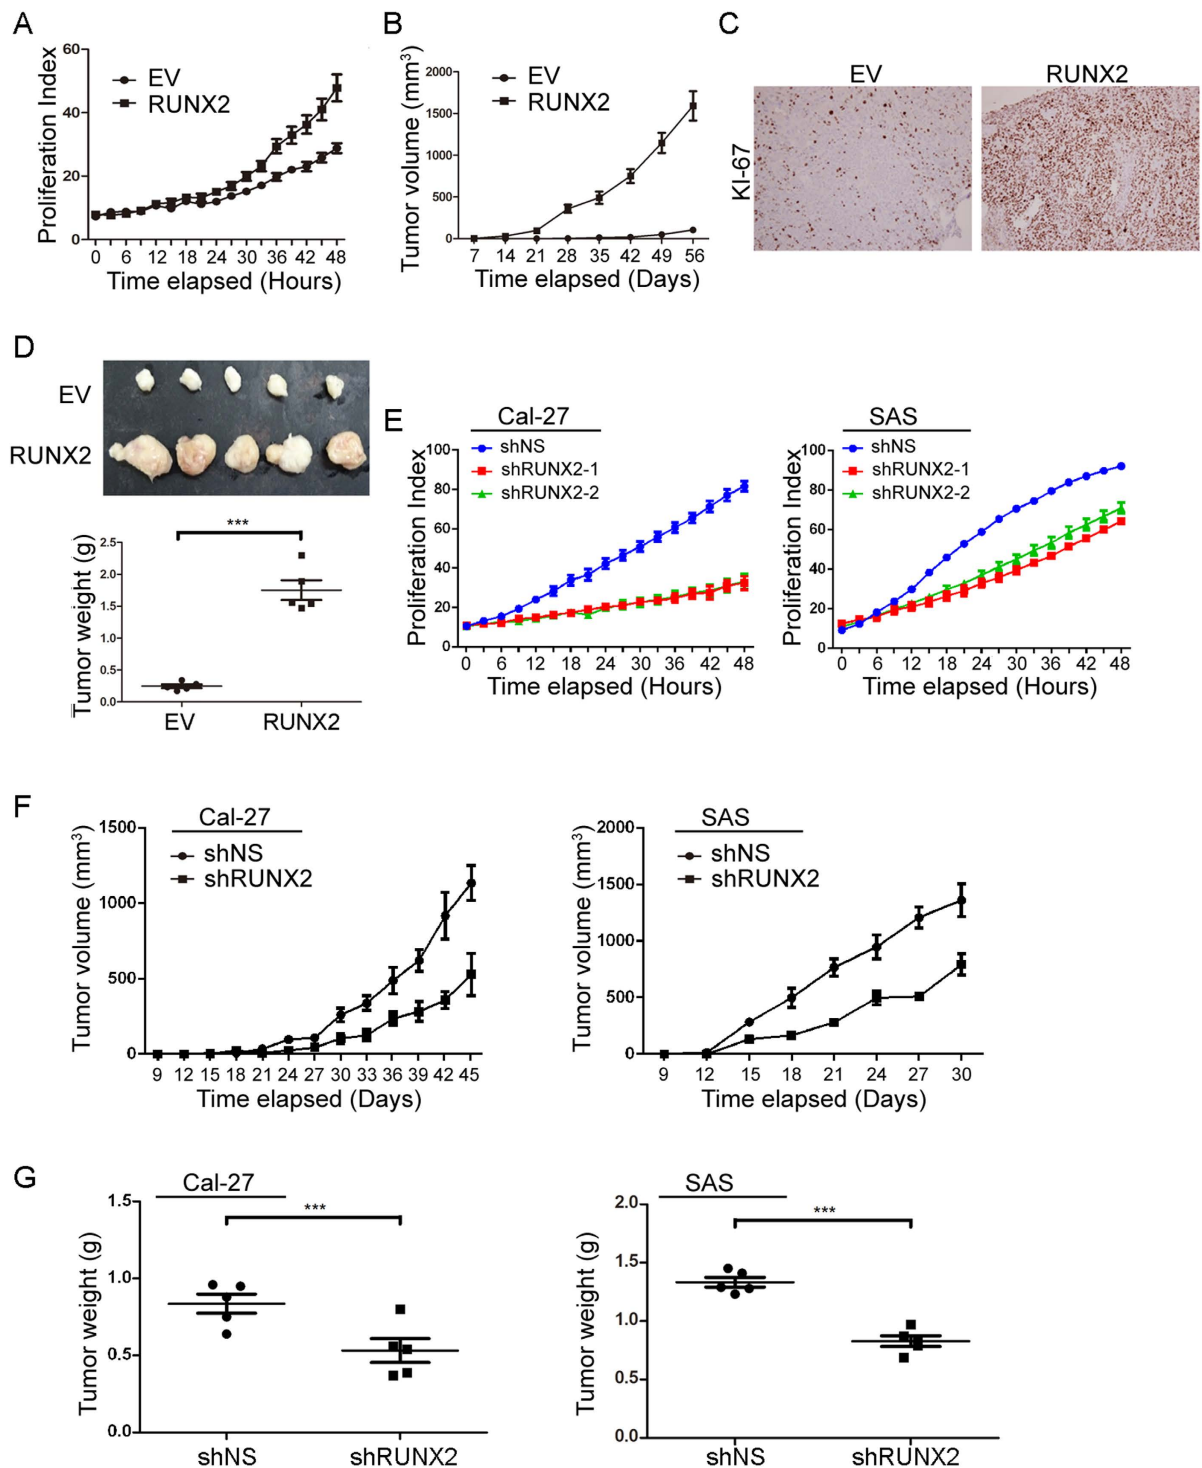 A
Proliferation Index
60
40
20
0
EV
RUNX2
0 6 12 18 24 30 36 42 48
Time elapsed (Hours)
B
Tumor volume (mm³)
2000
1500
1000
500
0
EV
RUNX2
7 14 21 28 35 42 49 56
Time elapsed (Days)
C
EV RUNX2
KI-67
D
EV
RUNX2
Tumor weight (g)
2.5
2.0
1.5
1.0
0.5
0.0
***
EV RUNX2
E
Cal-27
Proliferation Index
100
80
60
40
20
0
shNS
shRUNX2-1
shRUNX2-2
0 6 12 18 24 30 36 42 48
Time elapsed (Hours)
SAS
Proliferation Index
100
80
60
40
20
0
shNS
shRUNX2-1
shRUNX2-2
0 6 12 18 24 30 36 42 48
Time elapsed (Hours)
F
Cal-27
Tumor volume (mm³)
1500
1000
500
0
shNS
shRUNX2
9 12 15 18 21 24 27 30 33 36 39 42 45
Time elapsed (Days)
SAS
Tumor volume (mm³)
2000
1500
1000
500
0
shNS
shRUNX2
9 12 15 18 21 24 27 30
Time elapsed (Days)
G
Cal-27
Tumor weight (g)
1.5
1.0
0.5
0.0
***
shNS shRUNX2
SAS
Tumor weight (g)
2.0
1.5
1.0
0.5
0.0
***
shNS shRUNX2